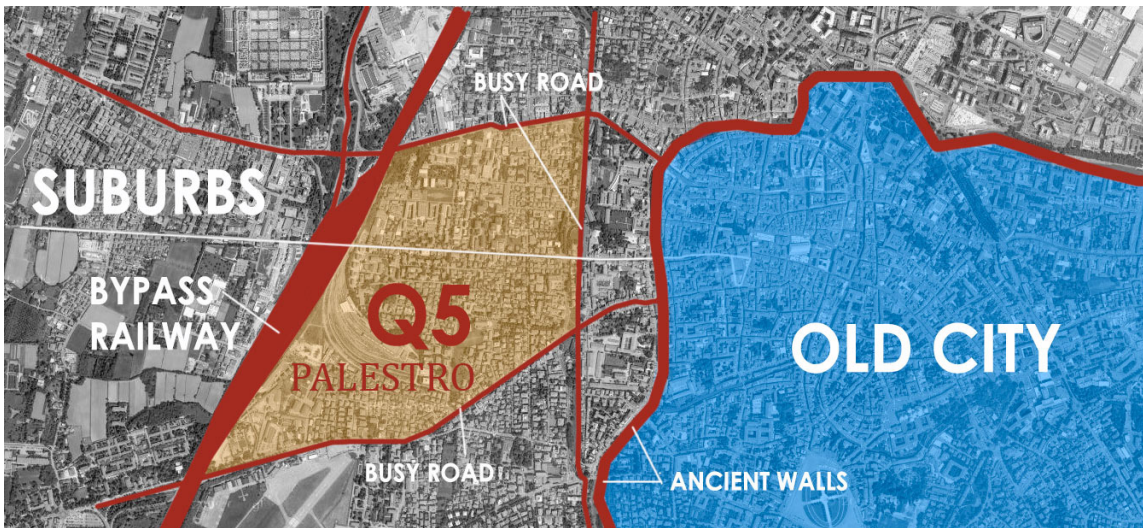 BUSY ROAD
SUBURBS
BYPASS
RAILWAY
Q5
PALESTRO
OLD CITY
BUSY ROAD
ANCIENT WALLS